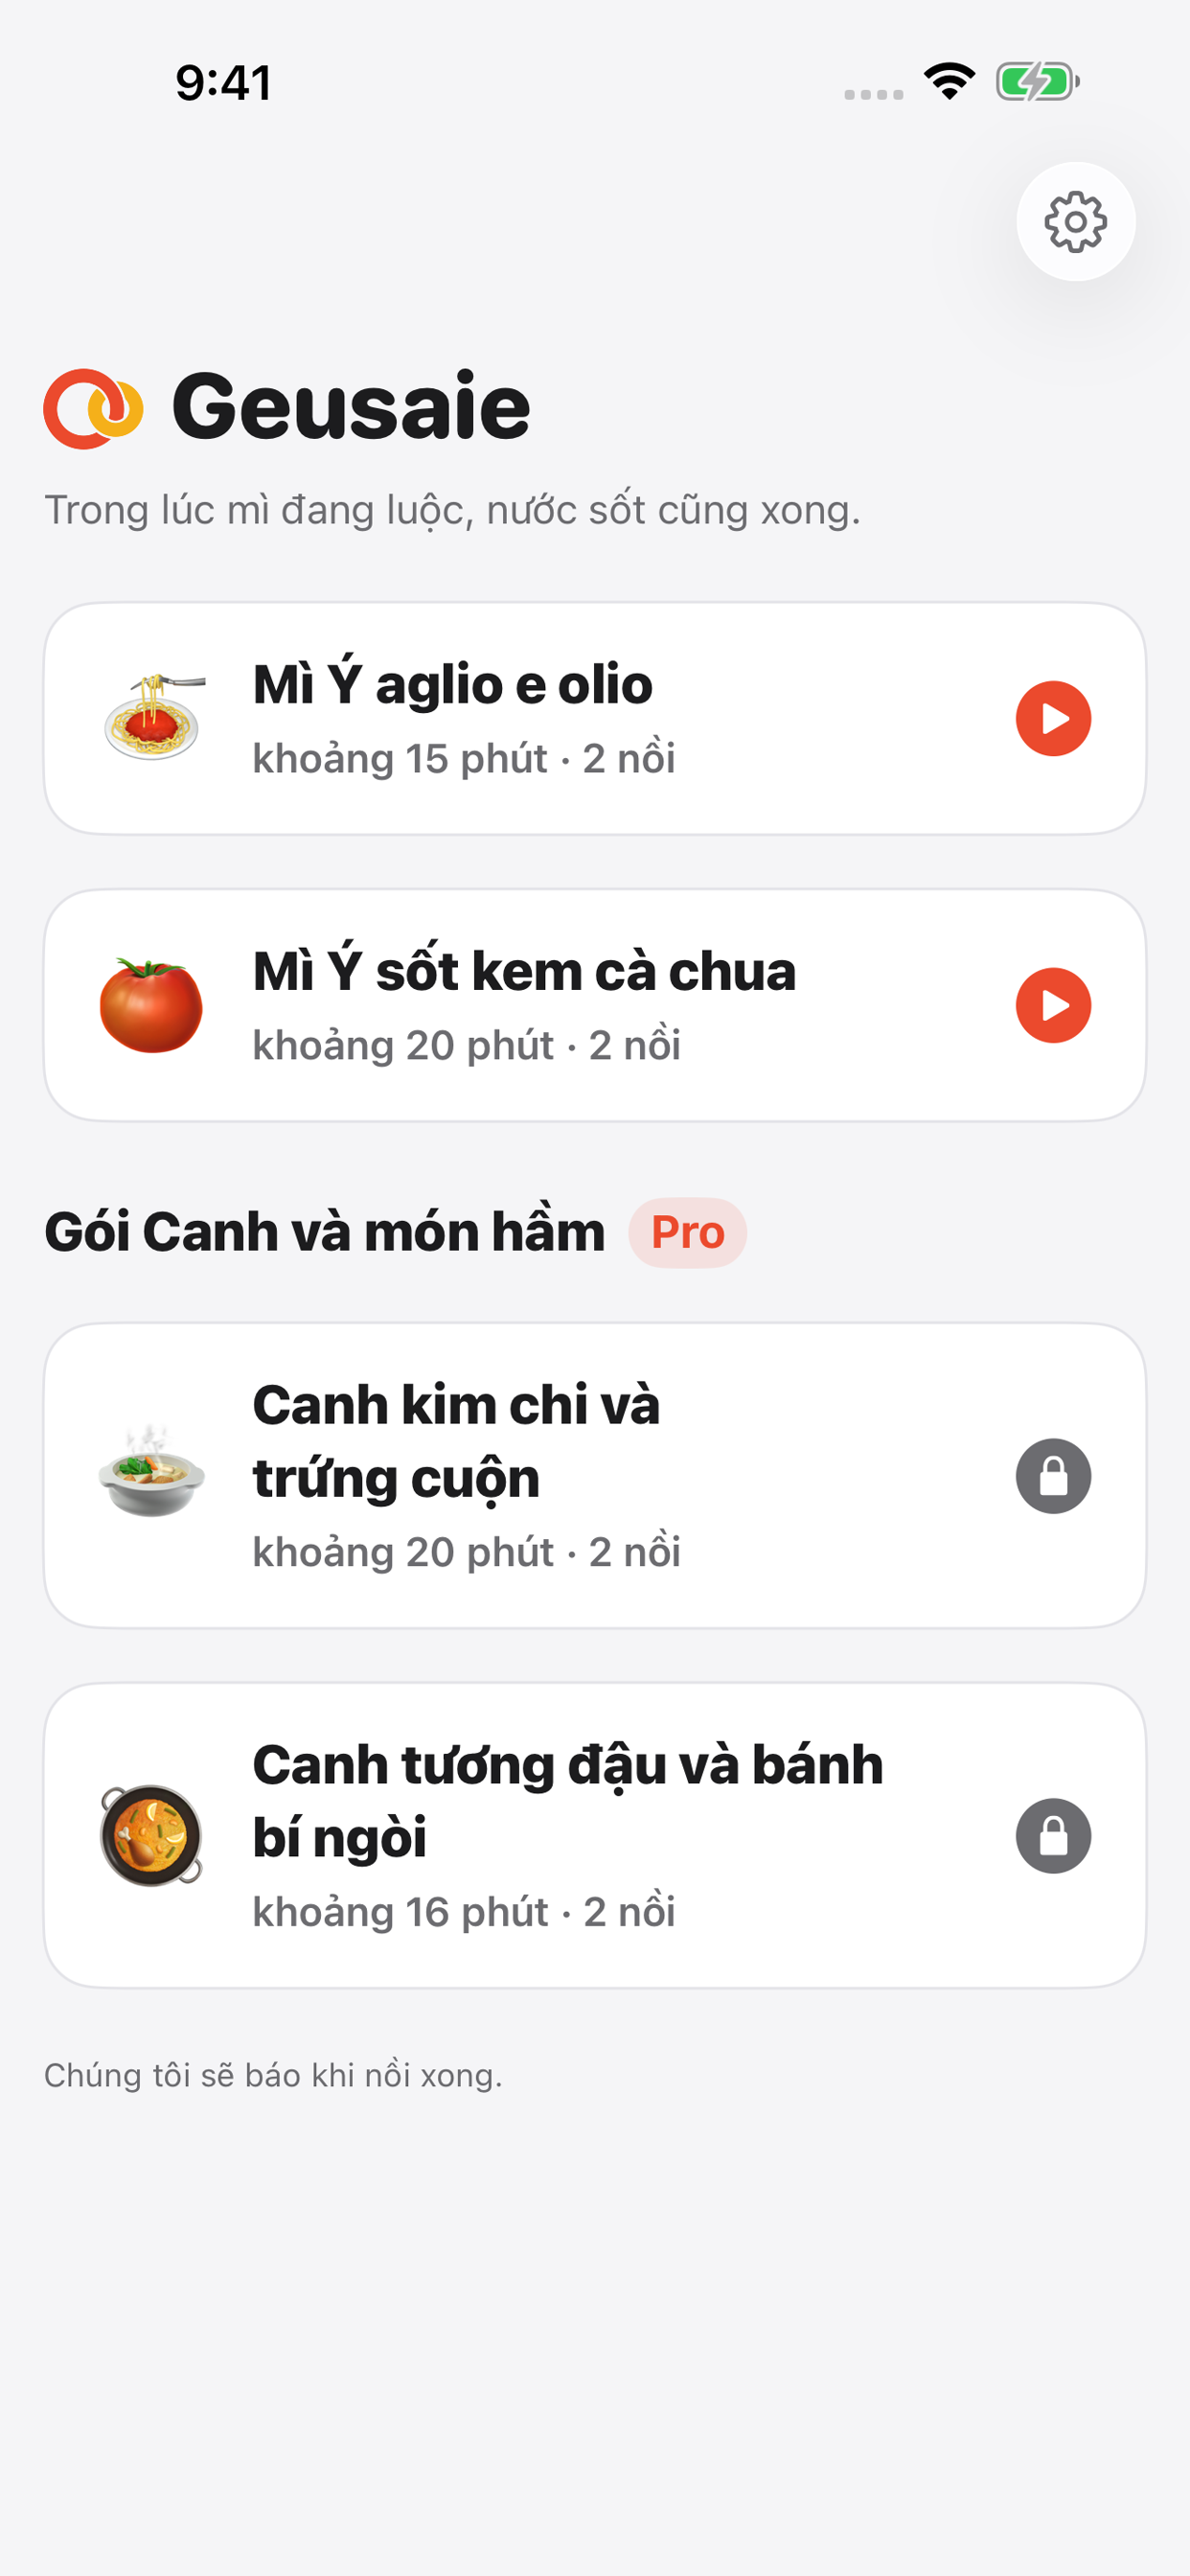 9:41
Geusaie
Trong lúc mì đang luộc, nước sốt cũng xong.
Mì Ý aglio e olio
khoảng 15 phút · 2 nồi
Mì Ý sốt kem cà chua
khoảng 20 phút · 2 nồi
Gói Canh và món hầm Pro
Canh kim chi và
trứng cuộn
khoảng 20 phút · 2 nồi
Canh tương đậu và bánh
bí ngòi
khoảng 16 phút · 2 nồi
Chúng tôi sẽ báo khi nồi xong.